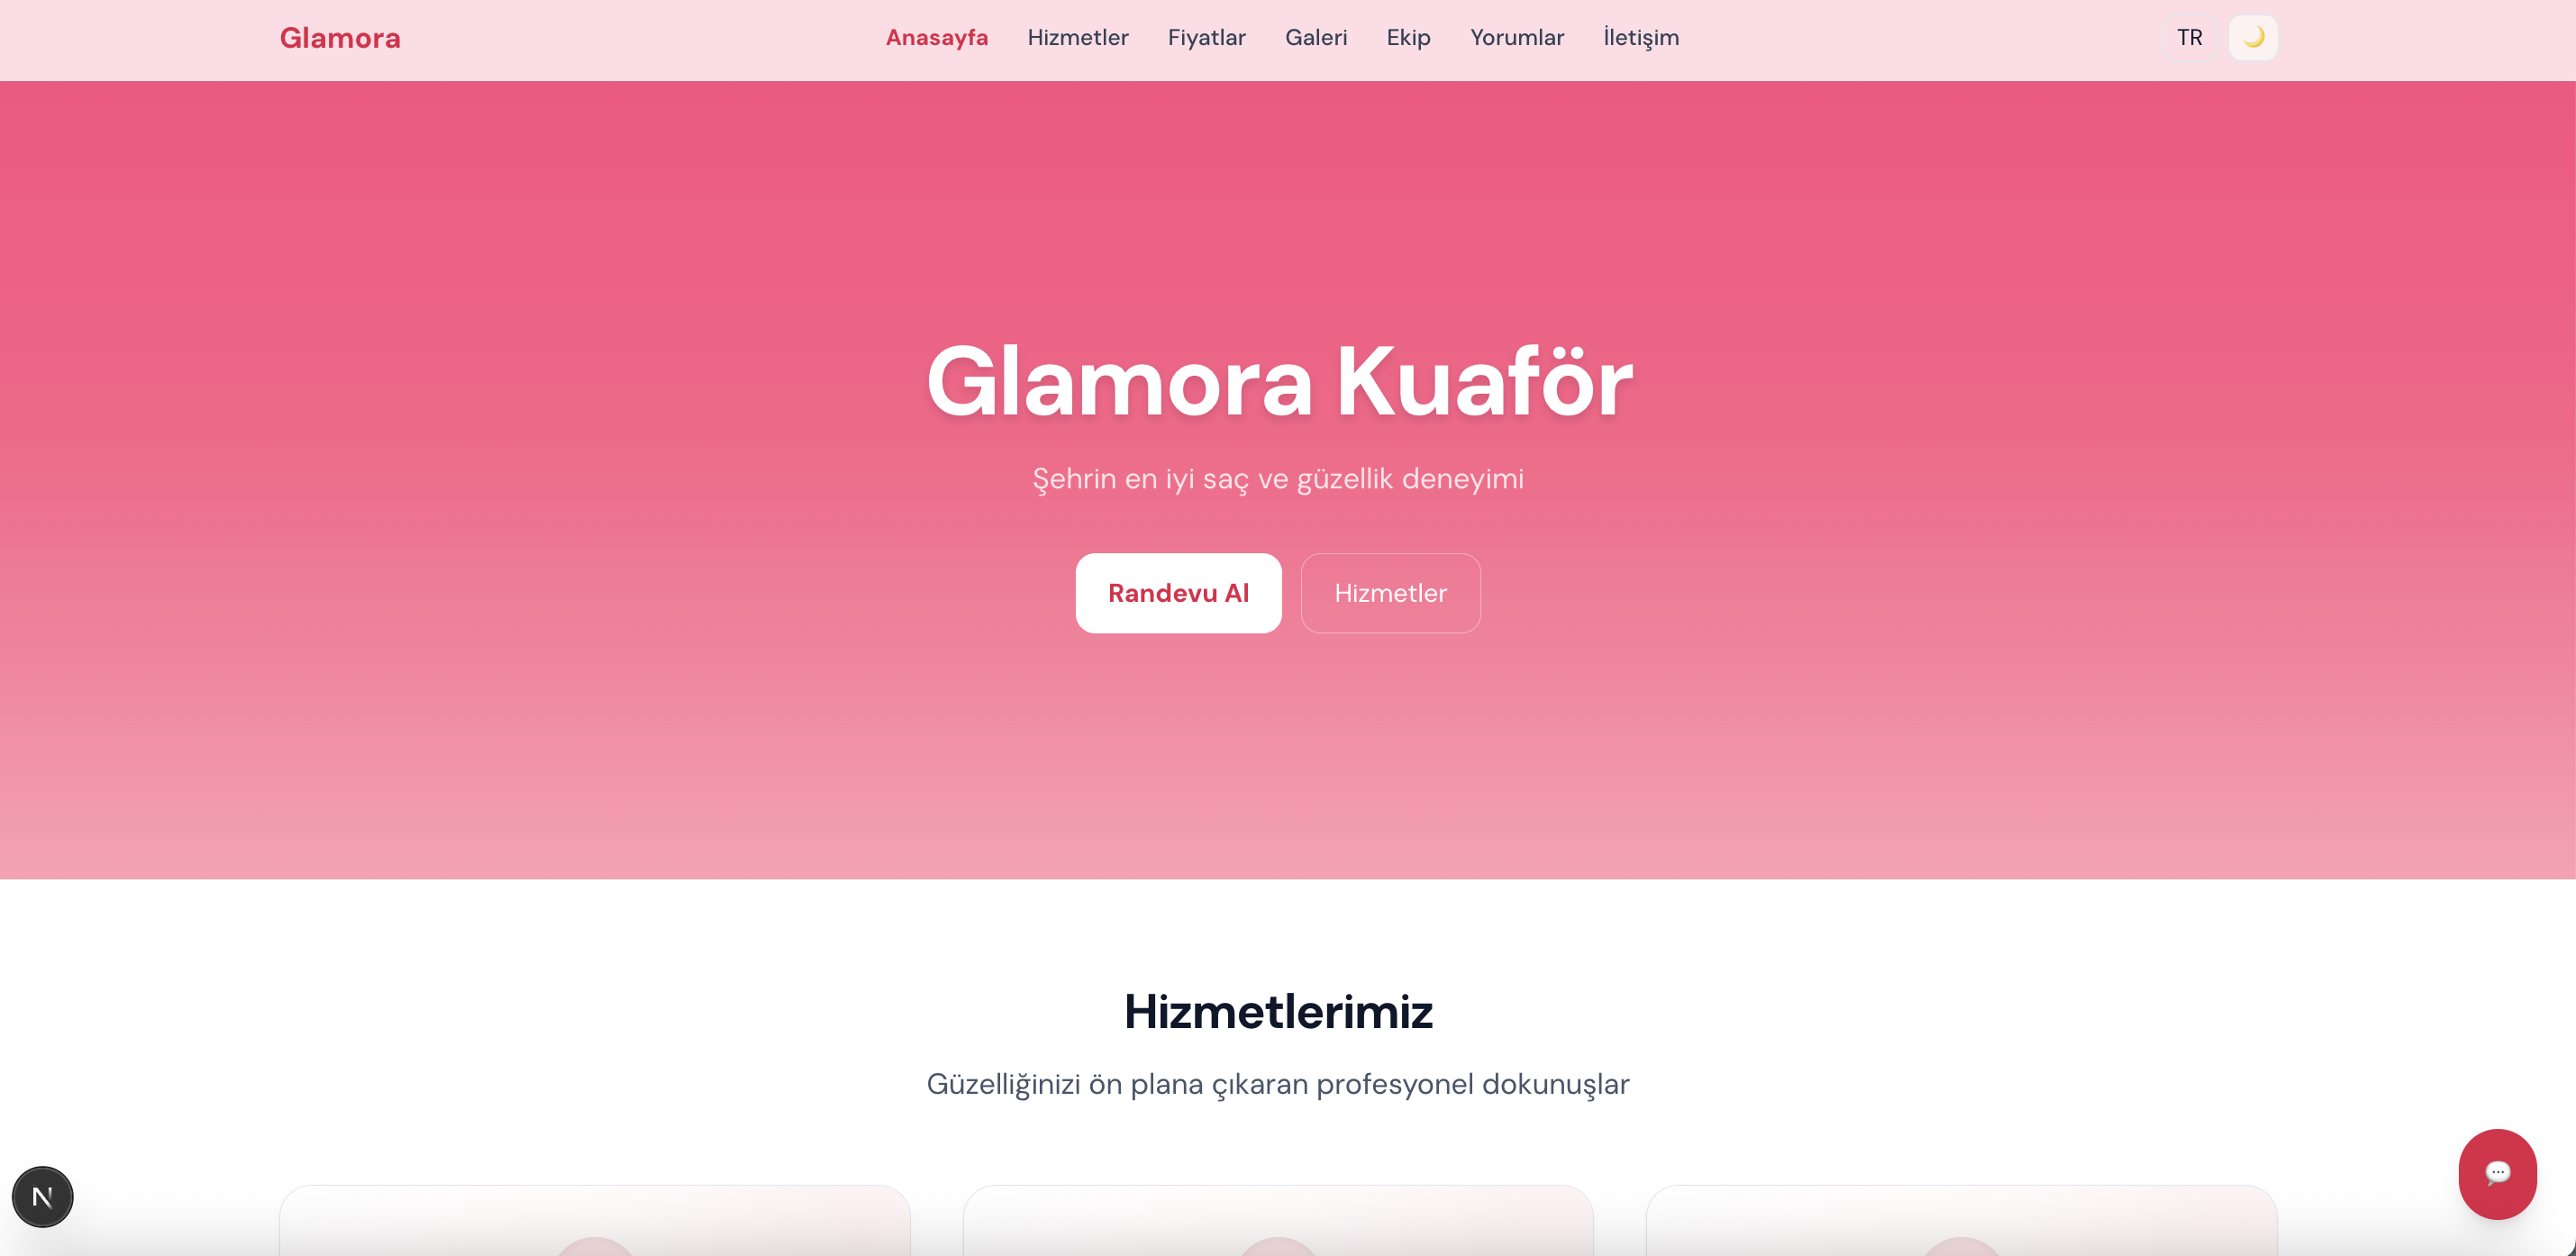 Glamora
Anasayfa Hizmetler Fiyatlar Galeri Ekip Yorumlar İletişim
TR
Glamora Kuaför
Şehrin en iyi saç ve güzellik deneyimi
Randevu Al
Hizmetler
Hizmetlerimiz
Güzelliğinizi ön plana çıkaran profesyonel dokunuşlar
N